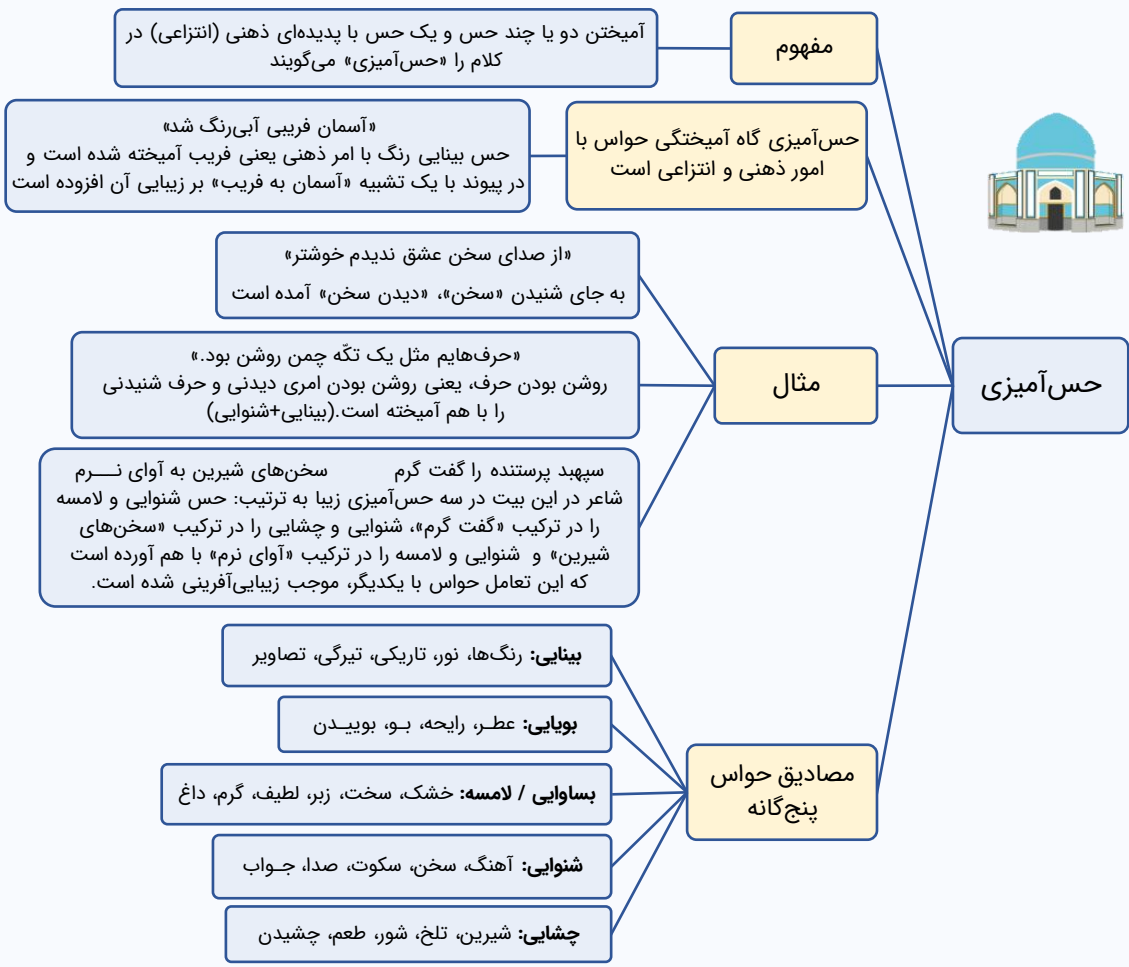 حس‌آمیزی
مفهوم
آمیختن دو یا چند حس و یک حس با پدیده‌ای ذهنی (انتزاعی) در
کلام را «حس‌آمیزی» می‌گویند
حس‌آمیزی گاه آمیختگی حواس با
امور ذهنی و انتزاعی است
«آسمان فریبی آبی‌رنگ شد»
حس بینایی رنگ با امر ذهنی یعنی فریب آمیخته شده است و
در پیوند با یک تشبیه «آسمان به فریب» بر زیبایی آن افزوده است
مثال
«از صدای سخن عشق ندیدم خوشتر»
به جای شنیدن «سخن»، «دیدن سخن» آمده است
«حرف‌هایم مثل یک تکّه چمن روشن بود.»
روشن بودن حرف، یعنی روشن بودن امری دیدنی و حرف شنیدنی
را با هم آمیخته است.(بینایی+شنوایی)
سپهبد پرستنده را گفت گرم سخن‌های شیرین به آوای نـــرم
شاعر در این بیت در سه حس‌آمیزی زیبا به ترتیب: حس شنوایی و لامسه
را در ترکیب «گفت گرم»، شنوایی و چشایی را در ترکیب «سخن‌های
شیرین» و شنوایی و لامسه را در ترکیب «آوای نرم» با هم آورده است
که این تعامل حواس با یکدیگر، موجب زیبایی‌آفرینی شده است.
مصادیق حواس
پنج‌گانه
بینایی: رنگ‌ها، نور، تاریکی، تیرگی، تصاویر
بویایی: عطـر، رایحه، بـو، بوییـدن
بساوایی / لامسه: خشک، سخت، زبر، لطیف، گرم، داغ
شنوایی: آهنگ، سخن، سکوت، صدا، جـواب
چشایی: شیرین، تلخ، شور، طعم، چشیدن